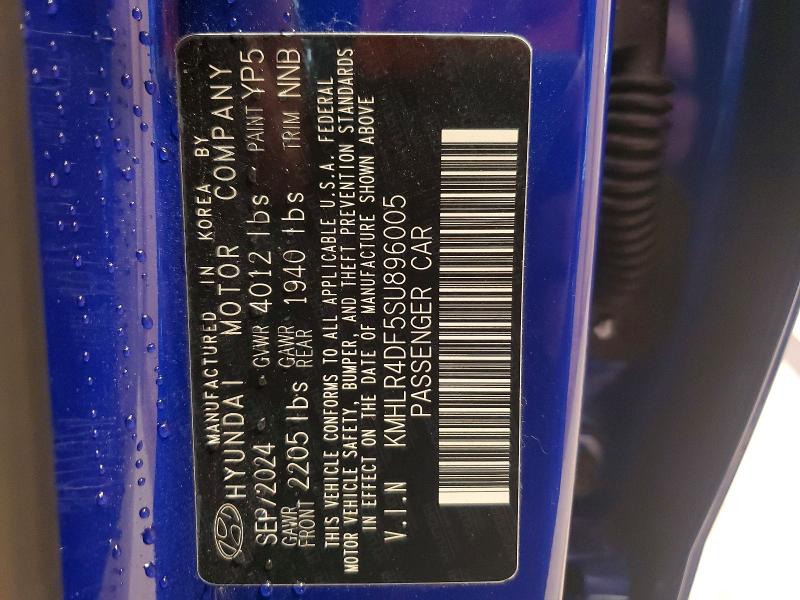 MANUFACTURED IN KOREA BY
HYUNDAI MOTOR COMPANY
SEP/2024 GVWR 4012 lbs PAINT YP5
GAWR FRONT 2205 lbs GAWR REAR 1940 lbs TRIM NNB
THIS VEHICLE CONFORMS TO ALL APPLICABLE U.S.A. FEDERAL
MOTOR VEHICLE SAFETY, BUMPER, AND THEFT PREVENTION STANDARDS
IN EFFECT ON THE DATE OF MANUFACTURE SHOWN ABOVE
V.I.N KMHLR4DF5SU896005
PASSENGER CAR